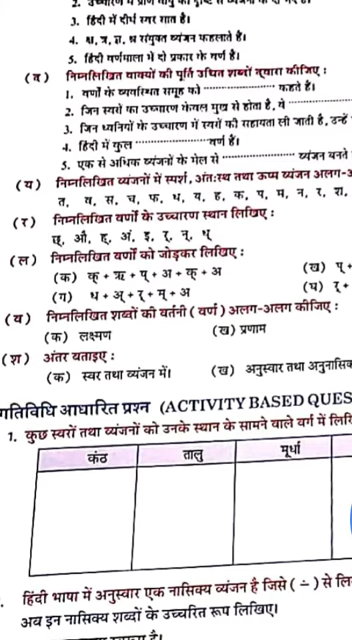 3. हिंदी में दीर्घ स्वर सात है।
4. क्ष, त्र, ज्ञ, श्र संयुक्त व्यंजन कहलाते है।
5. हिंदी वर्णमाला में दो प्रकार के वर्ण है।
(द) निम्नलिखित वाक्यों की पूर्ति उचित शब्दों द्वारा कीजिए :
1. वर्णों के व्यवस्थित समूह को ............ कहते हैं।
2. जिन स्वरों का उच्चारण केवल मुख से होता है, वे ............
3. जिन ध्वनियों के उच्चारण में स्वरों की सहायता ली जाती है, उन्हें
4. हिंदी में कुल ............ वर्ण हैं।
5. एक से अधिक व्यंजनों के मेल से ............ व्यंजन बनते
(य) निम्नलिखित व्यंजनों में स्पर्श, अंतःस्थ तथा ऊष्म व्यंजन अलग-
त, व, स, च, फ, ध, य, ह, क, प, म, न, र, श,
(र) निम्नलिखित वर्णों के उच्चारण स्थान लिखिए :
छ्, औ, ह्, अं, इ, र्, न्, ध्
(ल) निम्नलिखित वर्णों को जोड़कर लिखिए :
(क) क् + ऋ + प् + अ + क् + अ (ख) प् +
(ग) ध + अ् + र् + म् + अ (घ) र् +
(व) निम्नलिखित शब्दों की वर्तनी ( वर्ण ) अलग-अलग कीजिए :
(क) लक्ष्मण (ख) प्रणाम
(श) अंतर बताइए :
(क) स्वर तथा व्यंजन में। (ख) अनुस्वार तथा अनुनासिक
गतिविधि आधारित प्रश्न (ACTIVITY BASED QUES
1. कुछ स्वरों तथा व्यंजनों को उनके स्थान के सामने वाले वर्ग में लिखि
कंठ तालु मूर्धा
हिंदी भाषा में अनुस्वार एक नासिक्य व्यंजन है जिसे ( ∸ ) से लि
अब इन नासिक्य शब्दों के उच्चरित रूप लिखिए।